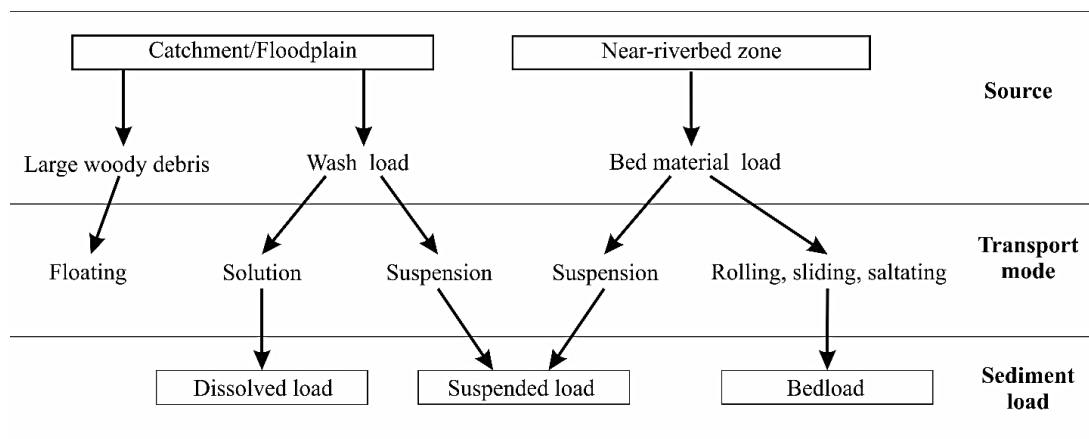 Catchment/Floodplain
Near-riverbed zone
Source
Large woody debris
Wash load
Bed material load
Transport
mode
Floating
Solution
Suspension
Suspension
Rolling, sliding, saltating
Dissolved load
Suspended load
Bedload
Sediment
load